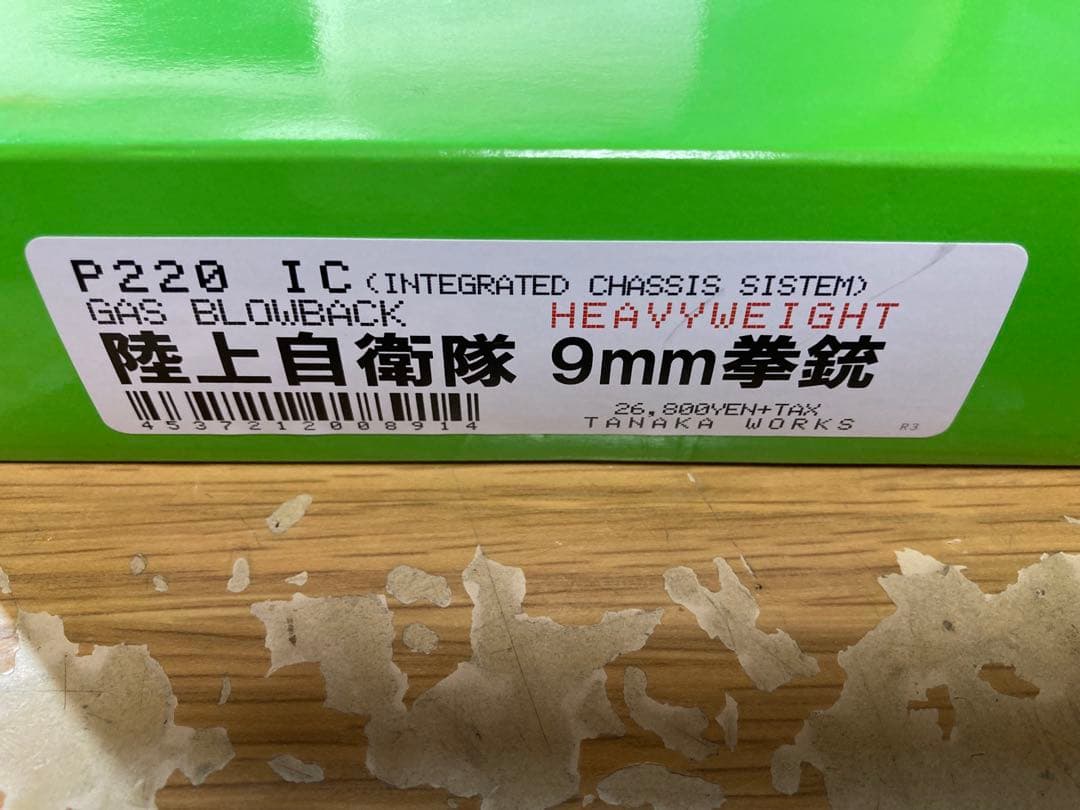 P220 IC (INTEGRATED CHASSIS SISTEM)
GAS BLOWBACK HEAVYWEIGHT
陸上自衛隊 9mm拳銃
26,800YEN+TAX
4537212008914 TANAKA WORKS R3